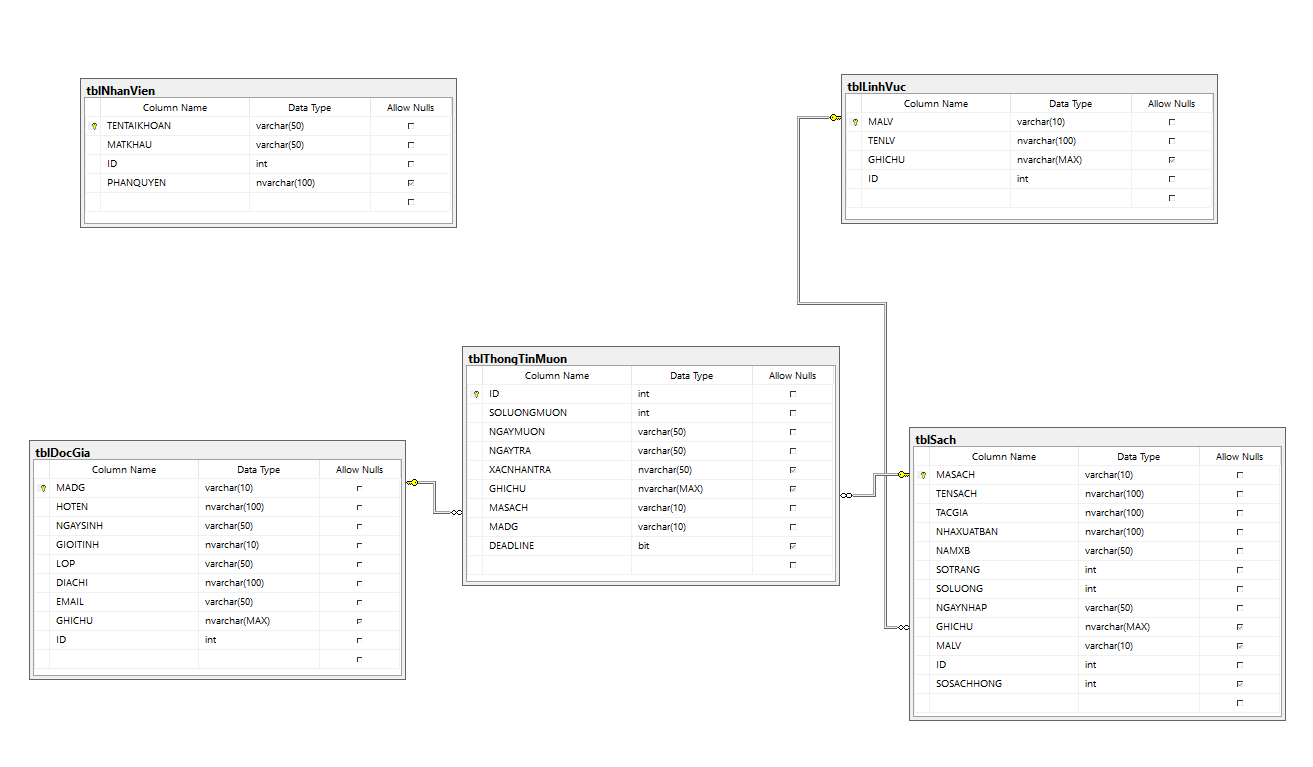 tblNhanVien
Column Name Data Type Allow Nulls
TENTAIKHOAN varchar(50)
MATKHAU varchar(50)
ID int
PHANQUYEN nvarchar(100)
tblLinhVuc
Column Name Data Type Allow Nulls
MALV varchar(10)
TENLV nvarchar(100)
GHICHU nvarchar(MAX)
ID int
tblThongTinMuon
Column Name Data Type Allow Nulls
ID int
SOLUONGMUON int
NGAYMUON varchar(50)
NGAYTRA varchar(50)
XACNHANTRA nvarchar(50)
GHICHU nvarchar(MAX)
MASACH varchar(10)
MADG varchar(10)
DEADLINE bit
tblDocGia
Column Name Data Type Allow Nulls
MADG varchar(10)
HOTEN nvarchar(100)
NGAYSINH varchar(50)
GIOITINH nvarchar(10)
LOP varchar(50)
DIACHI nvarchar(100)
EMAIL varchar(50)
GHICHU nvarchar(MAX)
ID int
tblSach
Column Name Data Type Allow Nulls
MASACH varchar(10)
TENSACH nvarchar(100)
TACGIA nvarchar(100)
NHAXUATBAN nvarchar(100)
NAMXB varchar(50)
SOTRANG int
SOLUONG int
NGAYNHAP varchar(50)
GHICHU nvarchar(MAX)
MALV varchar(10)
ID int
SOSACHHONG int